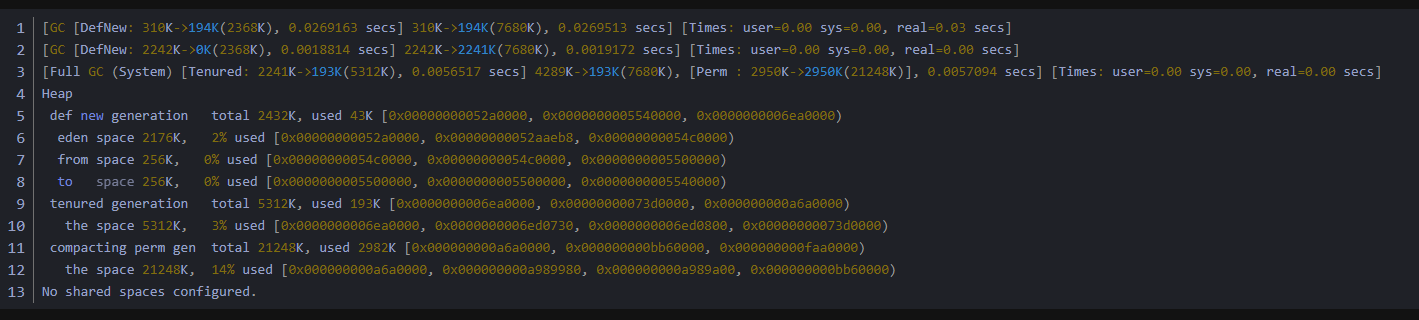 1 [GC [DefNew: 310K->194K(2368K), 0.0269163 secs] 310K->194K(7680K), 0.0269513 secs] [Times: user=0.00 sys=0.00, real=0.03 secs]
2 [GC [DefNew: 2242K->0K(2368K), 0.0018814 secs] 2242K->2241K(7680K), 0.0019172 secs] [Times: user=0.00 sys=0.00, real=0.00 secs]
3 [Full GC (System) [Tenured: 2241K->193K(5312K), 0.0056517 secs] 4289K->193K(7680K), [Perm : 2950K->2950K(21248K)], 0.0057094 secs] [Times: user=0.00 sys=0.00, real=0.00 secs]
4 Heap
5  def new generation   total 2432K, used 43K [0x00000000052a0000, 0x0000000005540000, 0x0000000006ea0000)
6   eden space 2176K,   2% used [0x00000000052a0000, 0x00000000052aaeb8, 0x00000000054c0000)
7   from space 256K,   0% used [0x00000000054c0000, 0x00000000054c0000, 0x0000000005500000)
8   to   space 256K,   0% used [0x0000000005500000, 0x0000000005500000, 0x0000000005540000)
9  tenured generation   total 5312K, used 193K [0x0000000006ea0000, 0x00000000073d0000, 0x000000000a6a0000)
10    the space 5312K,   3% used [0x0000000006ea0000, 0x0000000006ed0730, 0x0000000006ed0800, 0x00000000073d0000)
11  compacting perm gen  total 21248K, used 2982K [0x000000000a6a0000, 0x000000000bb60000, 0x000000000faa0000)
12    the space 21248K,  14% used [0x000000000a6a0000, 0x000000000a989980, 0x000000000a989a00, 0x000000000bb60000)
13 No shared spaces configured.